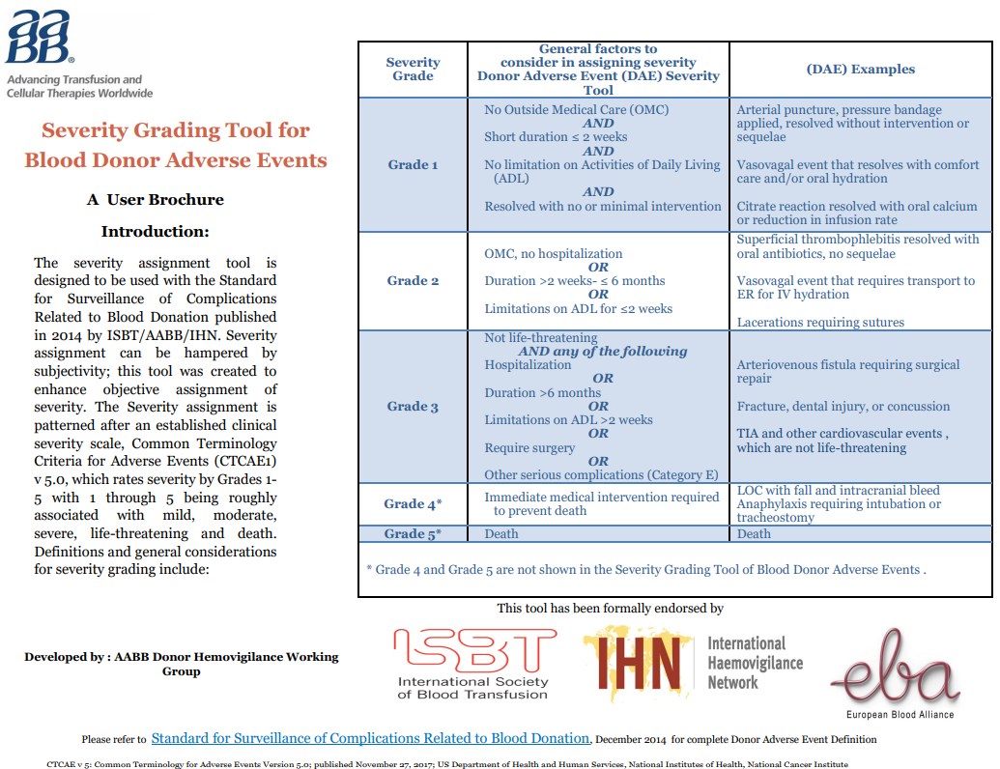 aaBB®
Advancing Transfusion and
Cellular Therapies Worldwide
Severity Grading Tool for
Blood Donor Adverse Events
A User Brochure
Introduction:
The severity assignment tool is
designed to be used with the Standard
for Surveillance of Complications
Related to Blood Donation published
in 2014 by ISBT/AABB/IHN. Severity
assignment can be hampered by
subjectivity; this tool was created to
enhance objective assignment of
severity. The Severity assignment is
patterned after an established clinical
severity scale, Common Terminology
Criteria for Adverse Events (CTCAE1)
v 5.0, which rates severity by Grades 1-
5 with 1 through 5 being roughly
associated with mild, moderate,
severe, life-threatening and death.
Definitions and general considerations
for severity grading include:
Developed by : AABB Donor Hemovigilance Working
Group
Severity
Grade
General factors to
consider in assigning severity
Donor Adverse Event (DAE) Severity
Tool
(DAE) Examples
Grade 1
No Outside Medical Care (OMC)
AND
Short duration ≤ 2 weeks
AND
No limitation on Activities of Daily Living
(ADL)
AND
Resolved with no or minimal intervention
Arterial puncture, pressure bandage
applied, resolved without intervention or
sequelae
Vasovagal event that resolves with comfort
care and/or oral hydration
Citrate reaction resolved with oral calcium
or reduction in infusion rate
Grade 2
OMC, no hospitalization
OR
Duration >2 weeks- ≤ 6 months
OR
Limitations on ADL for ≤2 weeks
Superficial thrombophlebitis resolved with
oral antibiotics, no sequelae
Vasovagal event that requires transport to
ER for IV hydration
Lacerations requiring sutures
Grade 3
Not life-threatening
AND any of the following
Hospitalization
OR
Duration >6 months
OR
Limitations on ADL >2 weeks
OR
Require surgery
OR
Other serious complications (Category E)
Arteriovenous fistula requiring surgical
repair
Fracture, dental injury, or concussion
TIA and other cardiovascular events ,
which are not life-threatening
Grade 4*
Immediate medical intervention required
to prevent death
LOC with fall and intracranial bleed
Anaphylaxis requiring intubation or
tracheostomy
Grade 5*
Death
Death
* Grade 4 and Grade 5 are not shown in the Severity Grading Tool of Blood Donor Adverse Events .
This tool has been formally endorsed by
ISBT
International Society
of Blood Transfusion
IHN
International
Haemovigilance
Network
eba
European Blood Alliance
Please refer to Standard for Surveillance of Complications Related to Blood Donation, December 2014 for complete Donor Adverse Event Definition
CTCAE v 5: Common Terminology for Adverse Events Version 5.0; published November 27, 2017; US Department of Health and Human Services, National Institutes of Health, National Cancer Institute